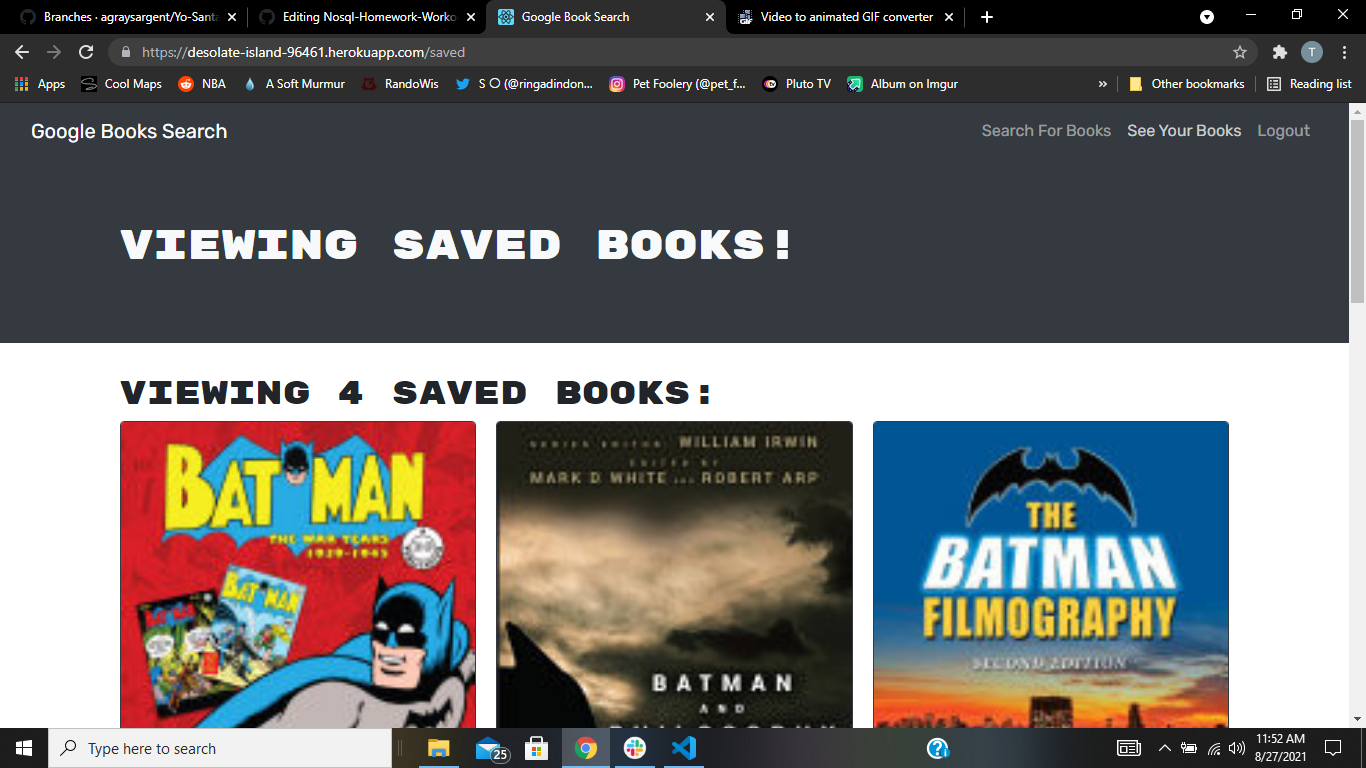 Branches · agraysargent/Yo-Santa
Editing Nosql-Homework-Worko
Google Book Search
Video to animated GIF converter
https://desolate-island-96461.herokuapp.com/saved
T
Apps
Cool Maps
NBA
A Soft Murmur
RandoWis
S O (@ringadindon...
Pet Foolery (@pet_f...
Pluto TV
Album on Imgur
»
Other bookmarks
Reading list
Google Books Search
Search For Books
See Your Books
Logout
VIEWING SAVED BOOKS!
VIEWING 4 SAVED BOOKS:
BATMAN
THE WAR YEARS
1939-1945
BATMAN
SERIES EDITOR WILLIAM IRWIN
EDITED BY
MARK D. WHITE AND ROBERT ARP
BATMAN
AND
PHILOSOPHY
THE
BATMAN
FILMOGRAPHY
SECOND EDITION
Type here to search
25
11:52 AM
8/27/2021